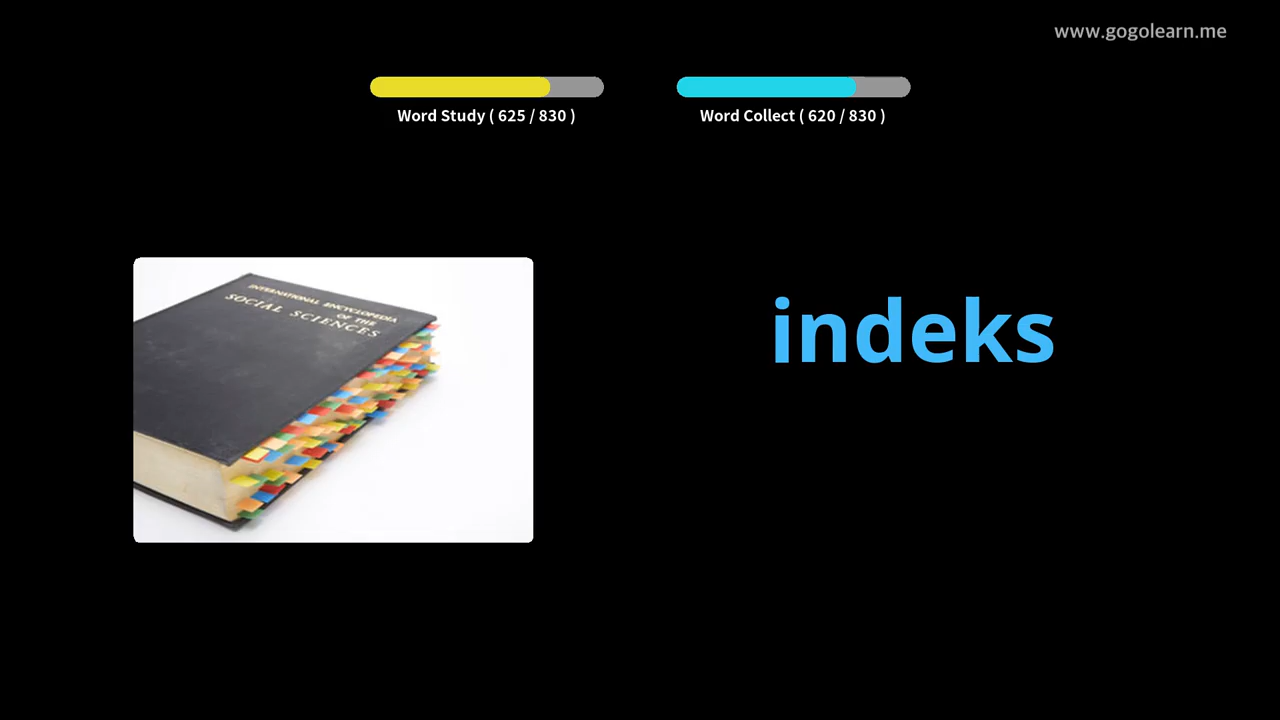 www.gogolearn.me
Word Study ( 625 / 830 )
Word Collect ( 620 / 830 )
INTERNATIONAL ENCYCLOPEDIA
OF THE
SOCIAL SCIENCES
indeks